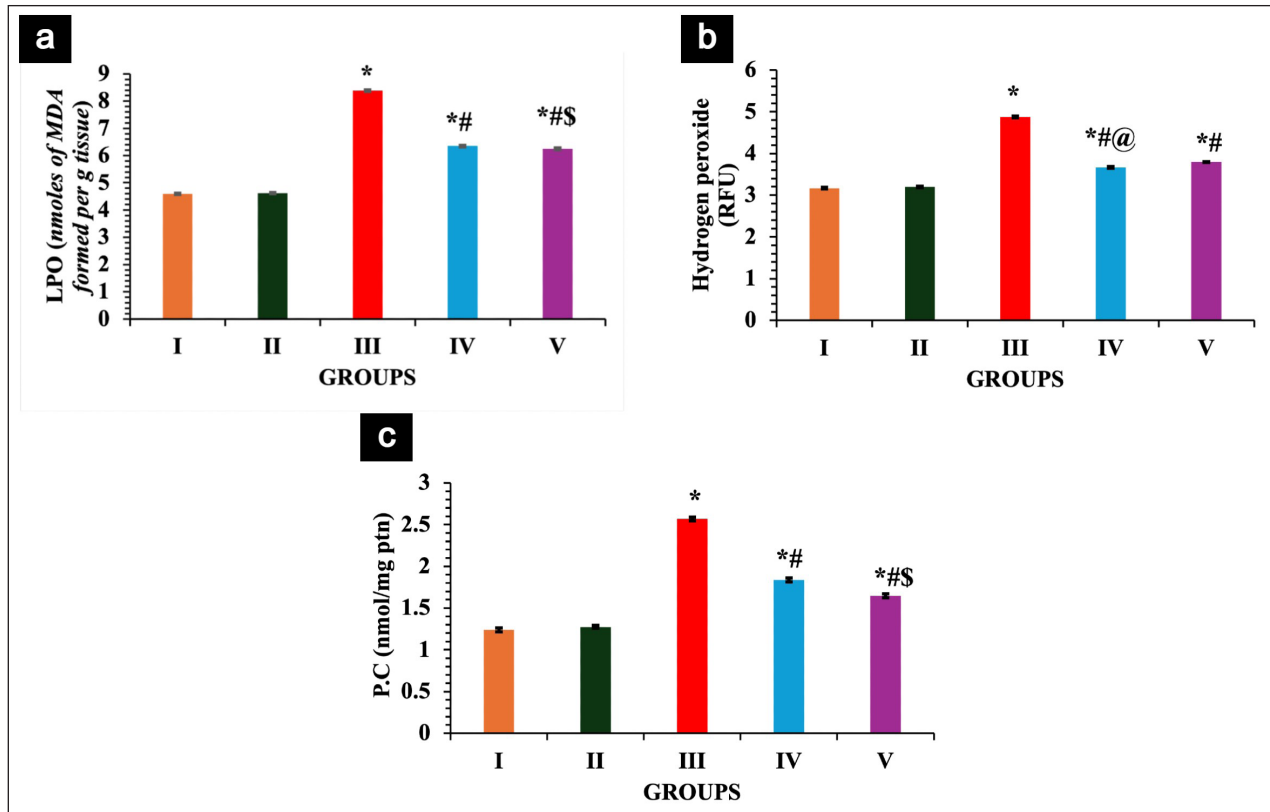 a
LPO (nmoles of MDA
formed per g tissue)
9
8
7
6
5
4
3
2
1
0
*
*#
*#$
I II III IV V
GROUPS
b
Hydrogen peroxide
(RFU)
6
5
4
3
2
1
0
*
*#@
*#
I II III IV V
GROUPS
c
P.C (nmol/mg ptn)
3
2.5
2
1.5
1
0.5
0
*
*#
*#$
I II III IV V
GROUPS